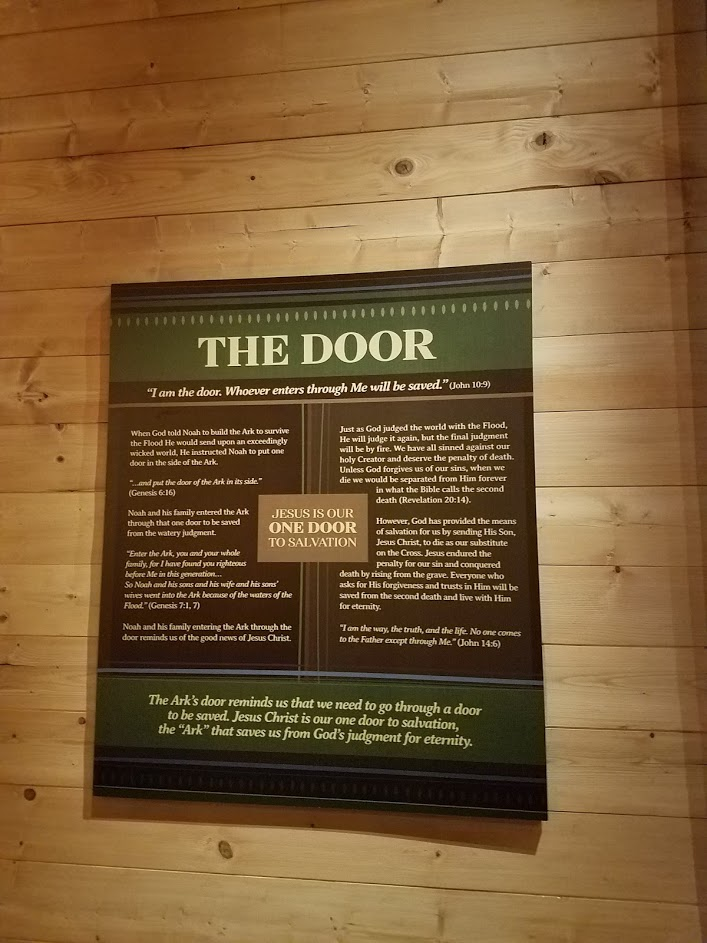 THE DOOR
“I am the door. Whoever enters through Me will be saved.” (John 10:9)
When God told Noah to build the Ark to survive
the Flood He would send upon an exceedingly
wicked world, He instructed Noah to put one
door in the side of the Ark.
“...and put the door of the Ark in its side.”
(Genesis 6:16)
Noah and his family entered the Ark
through that one door to be saved
from the watery judgment.
“Enter the Ark, you and your whole
family, for I have found you righteous
before Me in this generation...
So Noah and his sons and his wife and his sons’
wives went into the Ark because of the waters of the
Flood.” (Genesis 7:1, 7)
Noah and his family entering the Ark through the
door reminds us of the good news of Jesus Christ.
JESUS IS OUR
ONE DOOR
TO SALVATION
Just as God judged the world with the Flood,
He will judge it again, but the final judgment
will be by fire. We have all sinned against our
holy Creator and deserve the penalty of death.
Unless God forgives us of our sins, when we
die we would be separated from Him forever
in what the Bible calls the second
death (Revelation 20:14).
However, God has provided the means
of salvation for us by sending His Son,
Jesus Christ, to die as our substitute
on the Cross. Jesus endured the
penalty for our sin and conquered
death by rising from the grave. Everyone who
asks for His forgiveness and trusts in Him will be
saved from the second death and live with Him
for eternity.
“I am the way, the truth, and the life. No one comes
to the Father except through Me.” (John 14:6)
The Ark’s door reminds us that we need to go through a door
to be saved. Jesus Christ is our one door to salvation,
the “Ark” that saves us from God’s judgment for eternity.